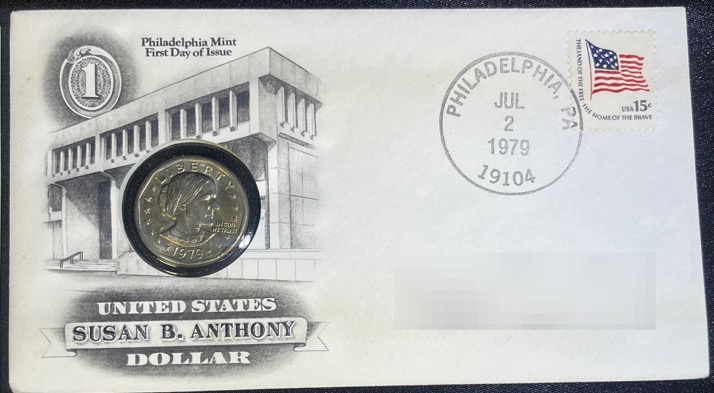 Philadelphia Mint
First Day of Issue
1
LIBERTY
IN GOD
WE TRUST
1979
UNITED STATES
SUSAN B. ANTHONY
DOLLAR
PHILADELPHIA, PA
JUL
2
1979
19104
THE LAND OF THE FREE, THE HOME OF THE BRAVE
USA 15c